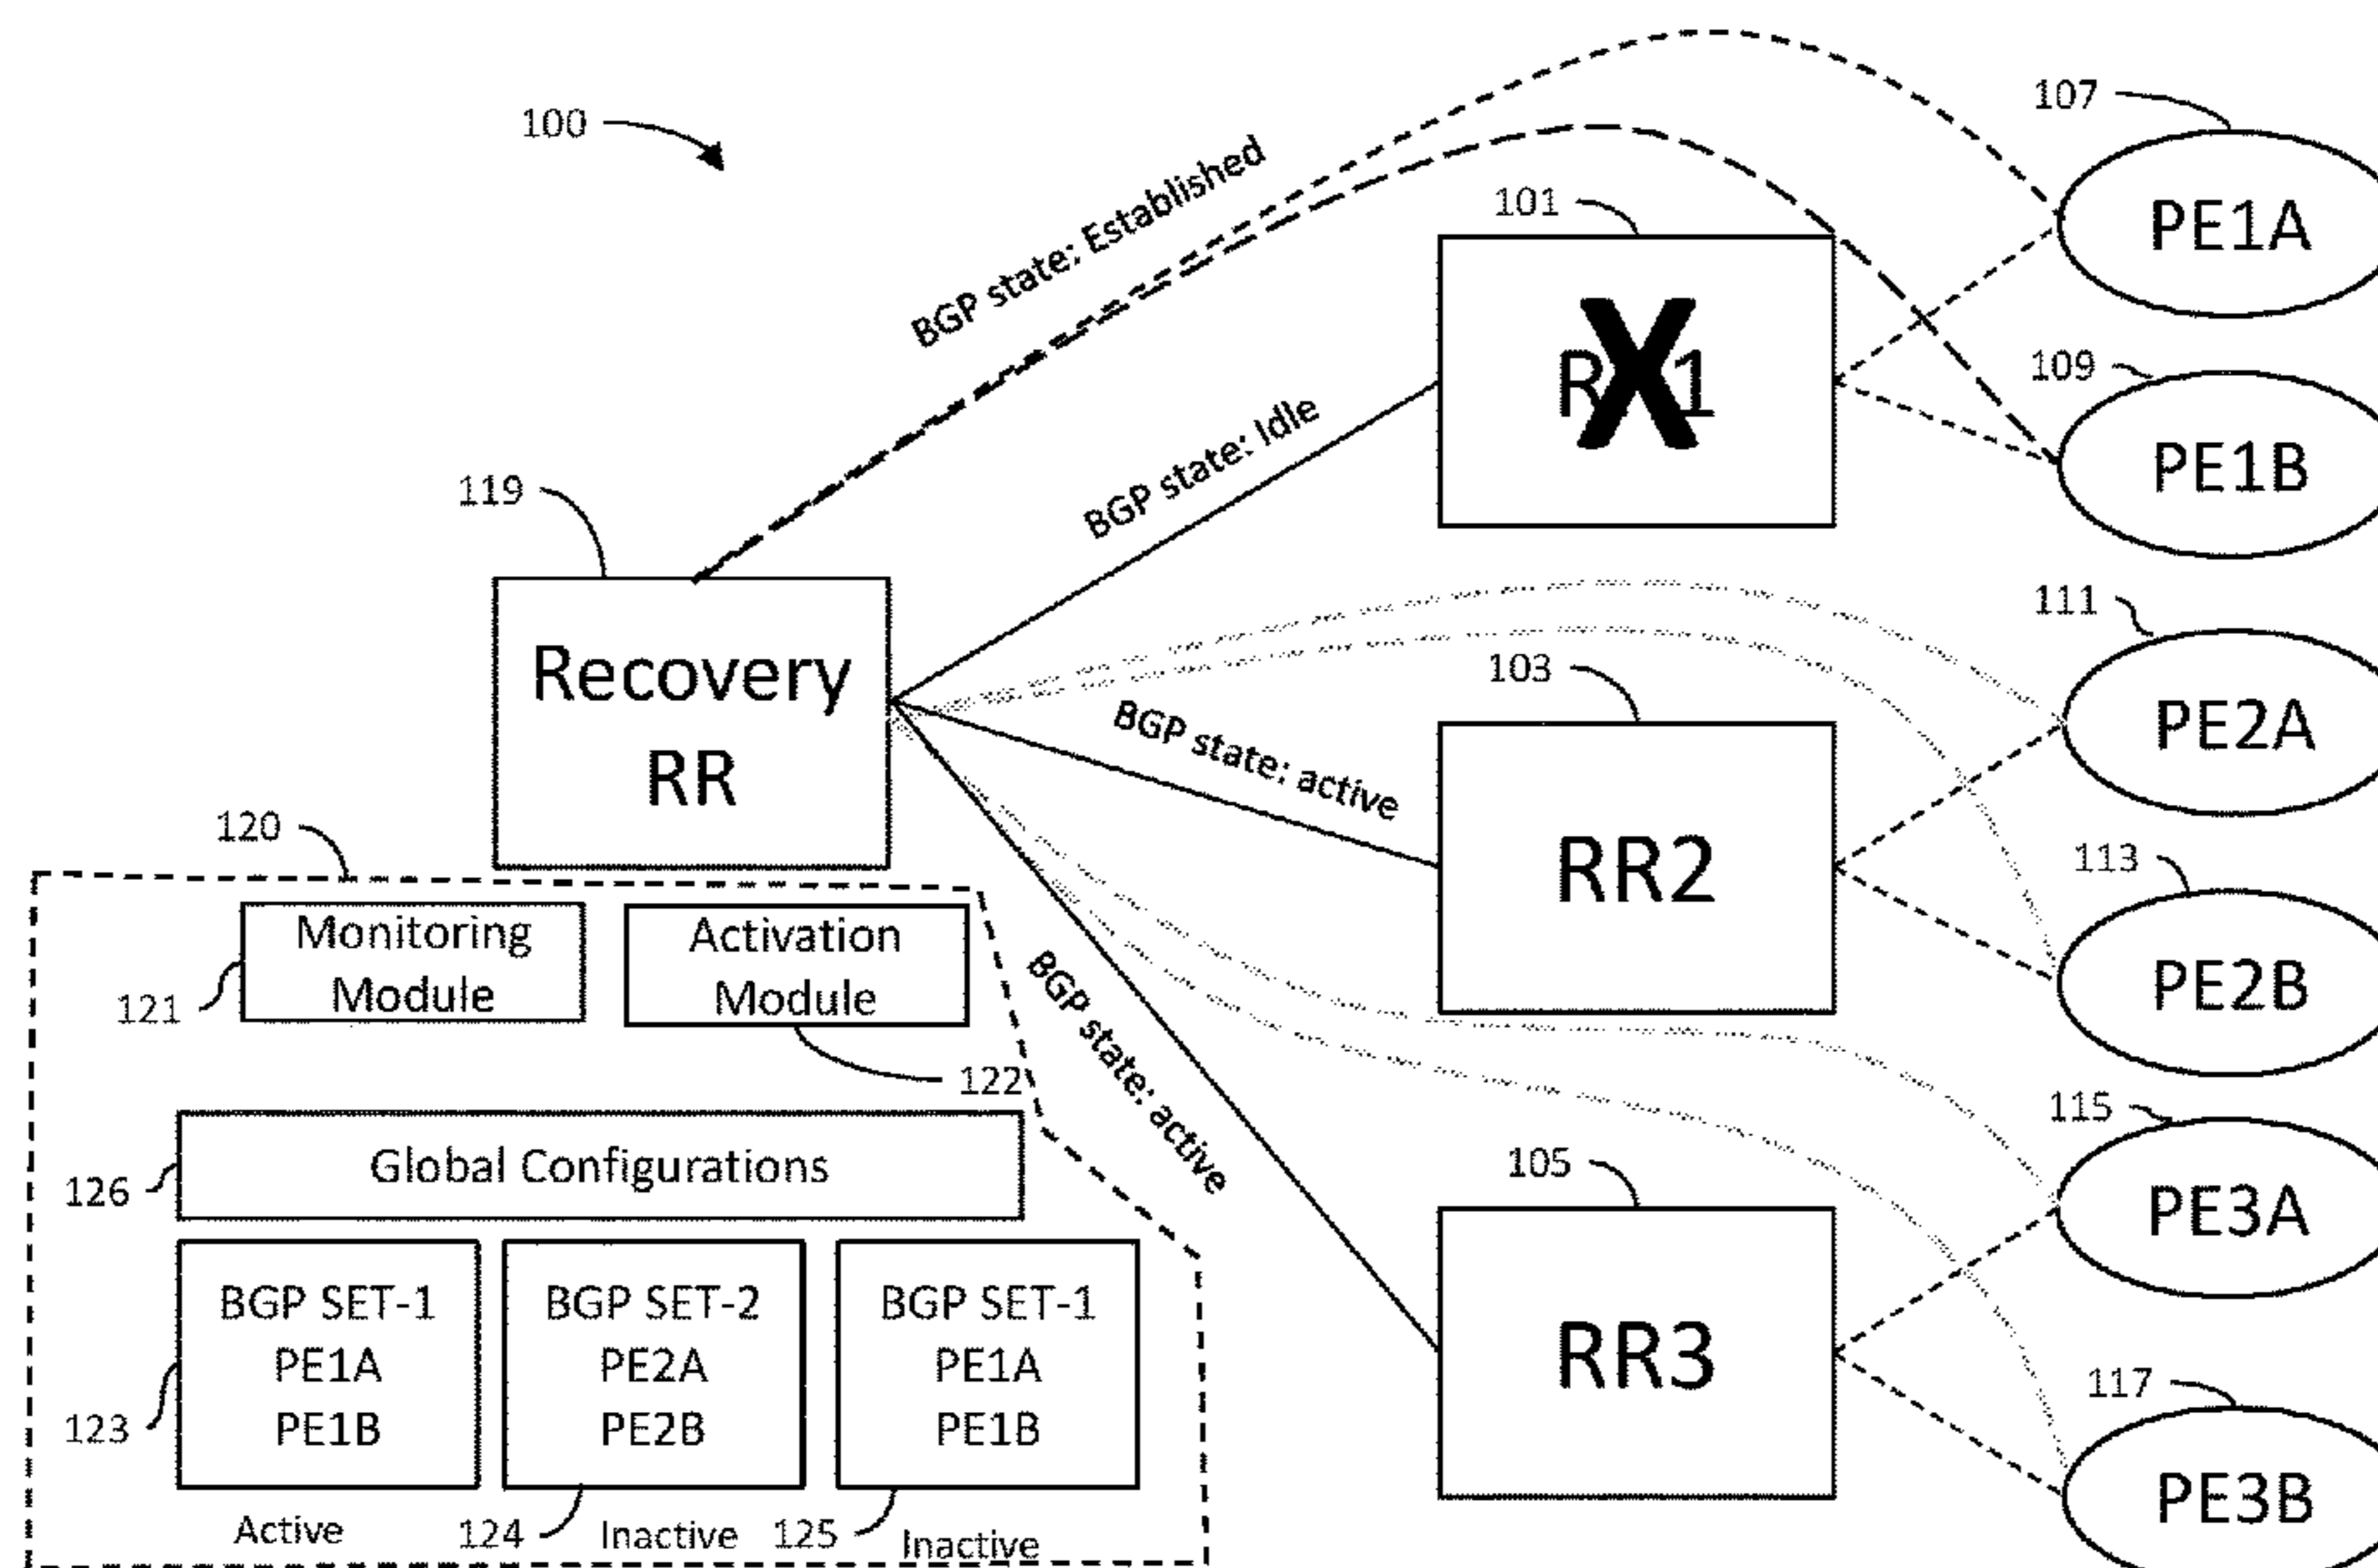 100
107
PE1A
101
R 1
X
BGP state: Established
109
PE1B
BGP state: Idle
119
Recovery
RR
111
PE2A
103
BGP state: active
RR2
113
PE2B
120
Monitoring
Module
121
Activation
Module
122
BGP state: active
115
PE3A
105
RR3
117
PE3B
Global Configurations
126
BGP SET-1
PE1A
PE1B
123
Active
BGP SET-2
PE2A
PE2B
124
Inactive
BGP SET-1
PE1A
PE1B
125
Inactive